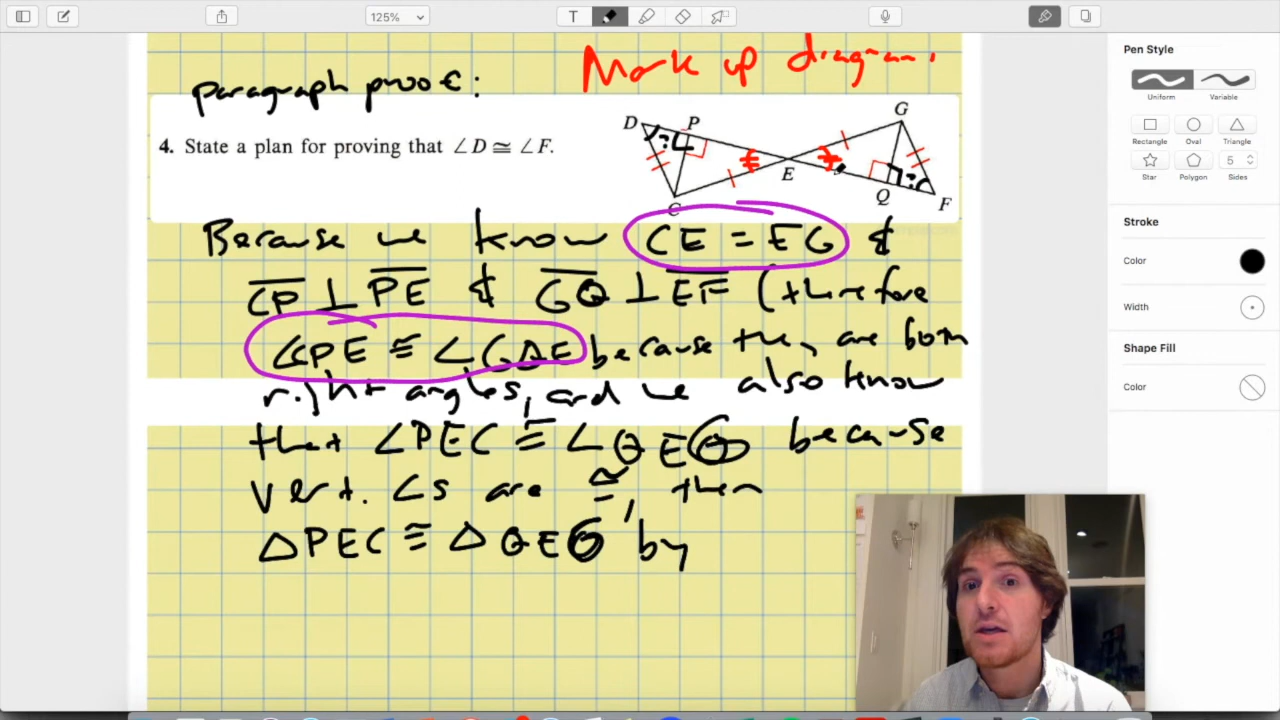 125%
T
Mark up diagram.
paragraph proof:
4. State a plan for proving that ∠D ≅ ∠F.
D P G
E
C Q F
? ?
Because we know CE = EG &
CP ⊥ PE & GQ ⊥ EF (therefore
∠CPE ≅ ∠GQE because they are both
right angles, and we also know
that ∠PEC ≅ ∠QEG because
vert. ∠s are ≅, then
△PEC ≅ △QEG by
Pen Style
Uniform Variable
Rectangle Oval Triangle
Star Polygon 5 Sides
Stroke
Color
Width
Shape Fill
Color